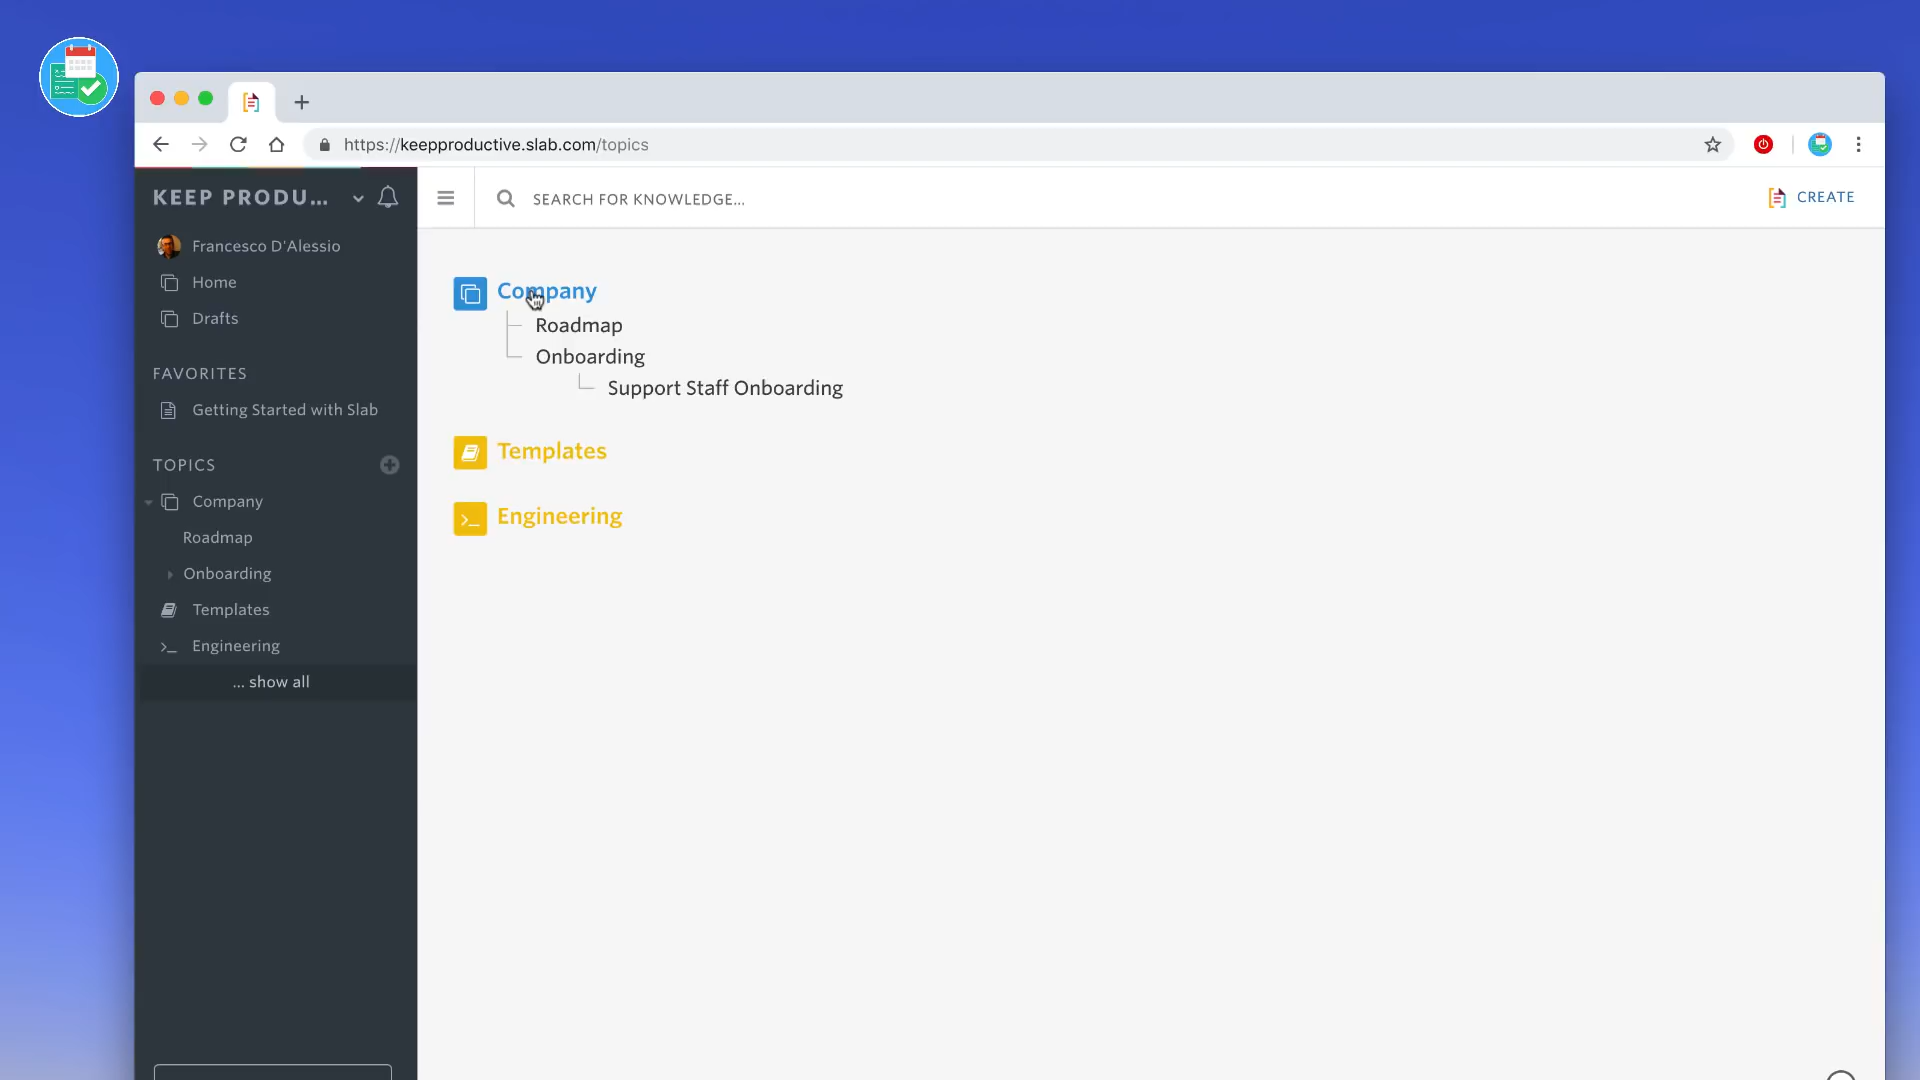 https://keepproductive.slab.com/topics
KEEP PRODU...
SEARCH FOR KNOWLEDGE...
CREATE
Francesco D'Alessio
Home
Drafts
FAVORITES
Getting Started with Slab
TOPICS
Company
Roadmap
Onboarding
Templates
Engineering
... show all
Company
Roadmap
Onboarding
Support Staff Onboarding
Templates
Engineering